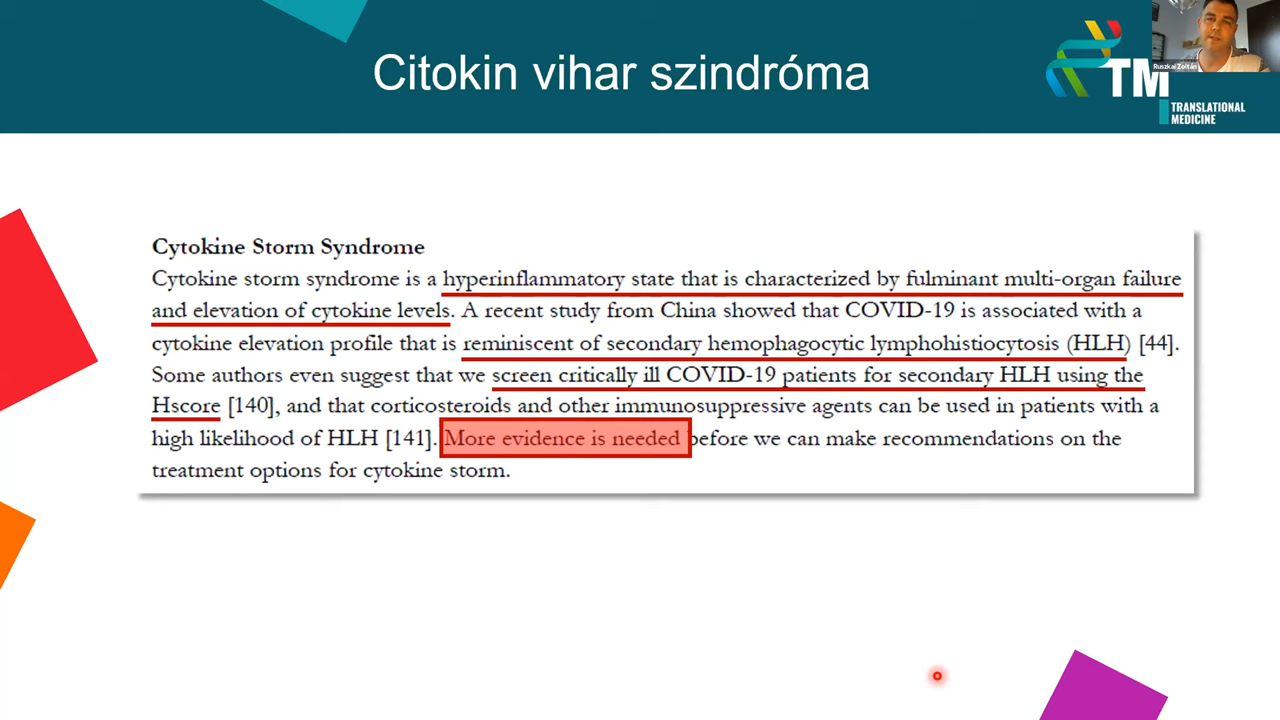 Citokin vihar szindróma
Ruszkai Zoltán
TM
TRANSLATIONAL
MEDICINE
Cytokine Storm Syndrome
Cytokine storm syndrome is a hyperinflammatory state that is characterized by fulminant multi-organ failure
and elevation of cytokine levels. A recent study from China showed that COVID-19 is associated with a
cytokine elevation profile that is reminiscent of secondary hemophagocytic lymphohistiocytosis (HLH) [44].
Some authors even suggest that we screen critically ill COVID-19 patients for secondary HLH using the
Hscore [140], and that corticosteroids and other immunosuppressive agents can be used in patients with a
high likelihood of HLH [141]. More evidence is needed before we can make recommendations on the
treatment options for cytokine storm.